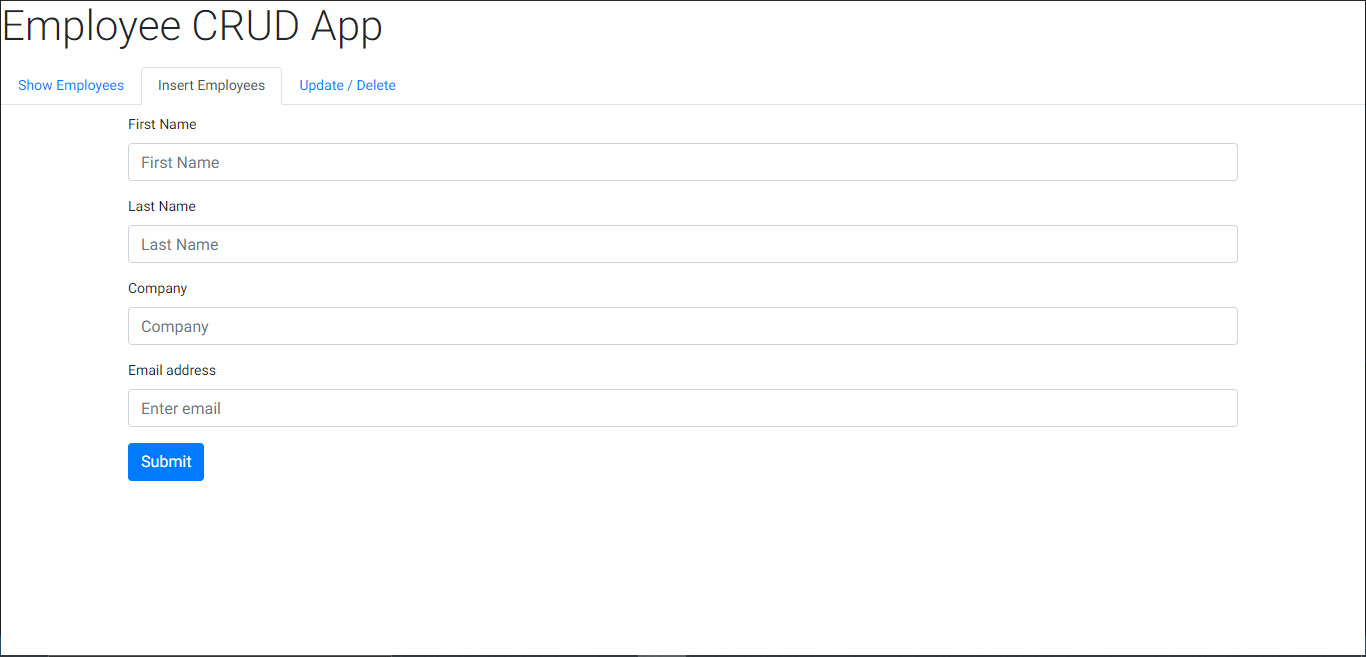 Employee CRUD App
Show Employees Insert Employees Update / Delete
First Name
First Name
Last Name
Last Name
Company
Company
Email address
Enter email
Submit